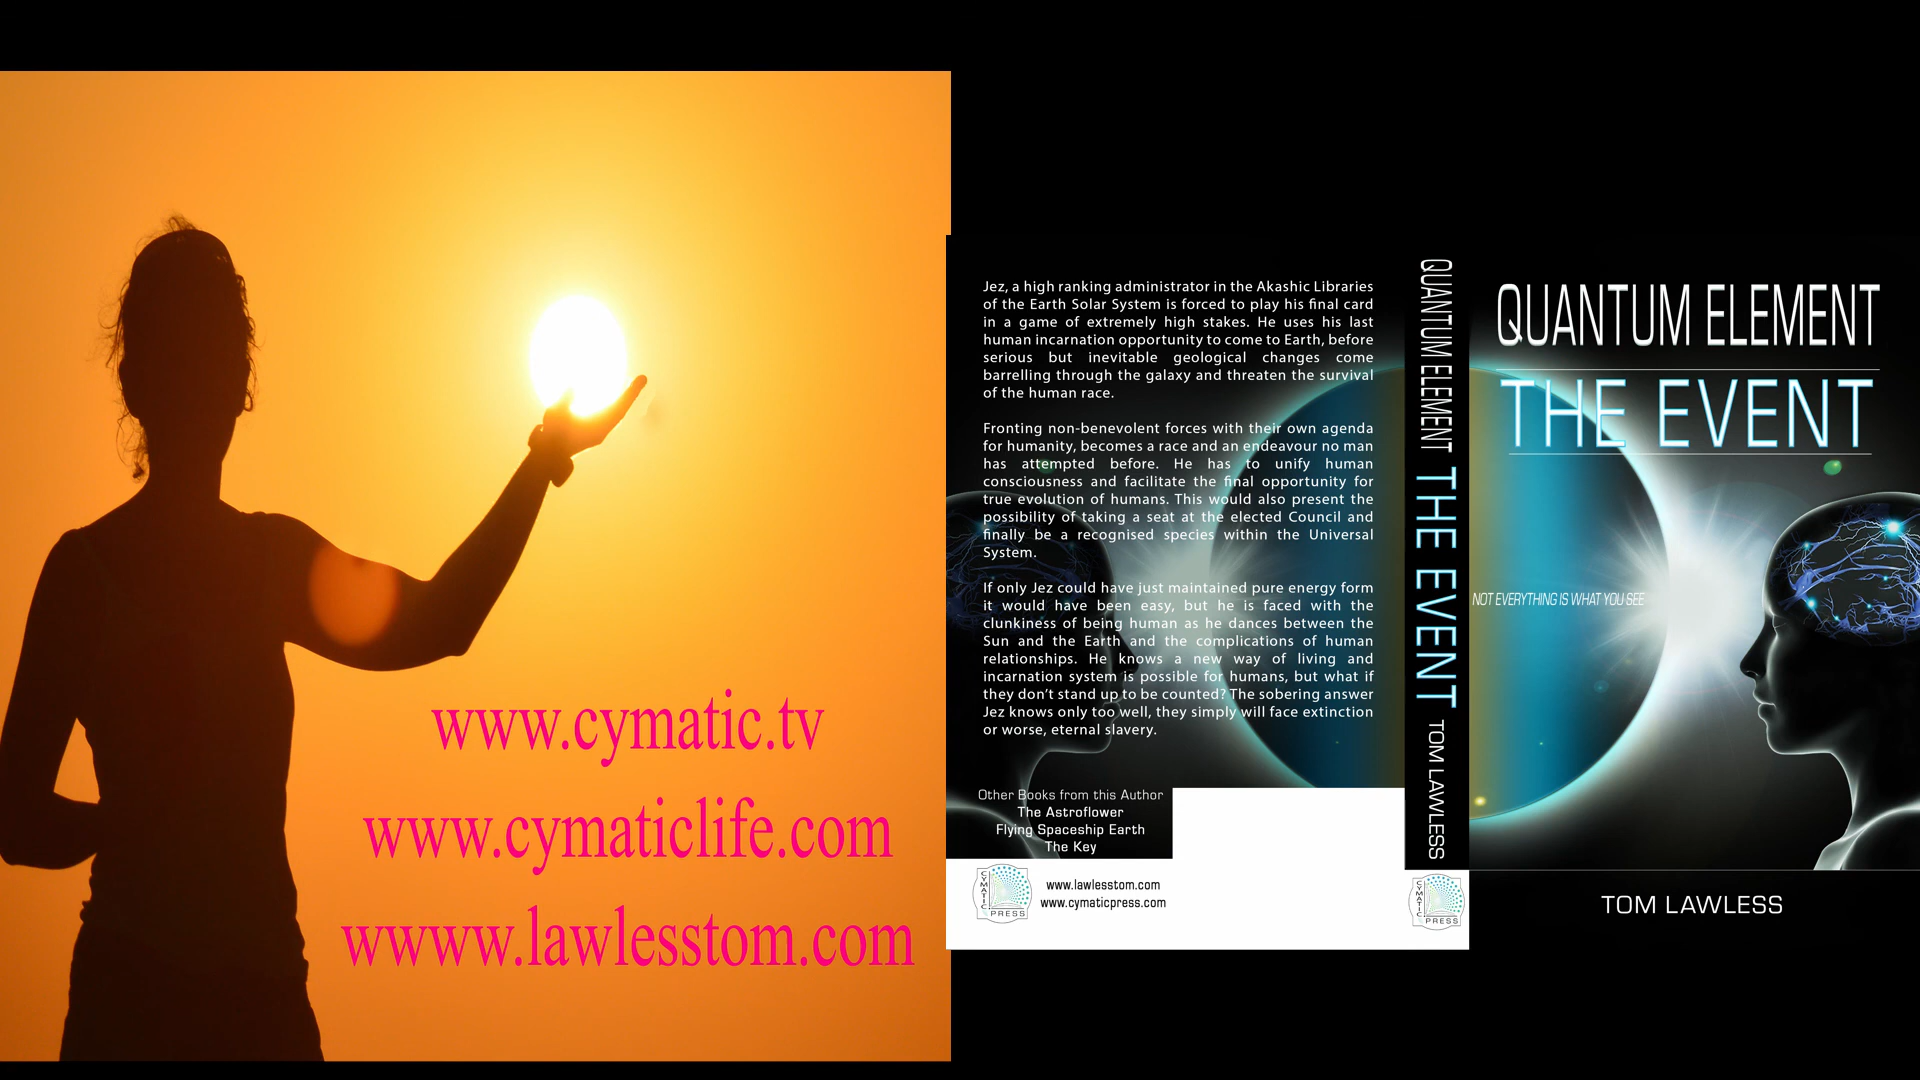 www.cymatic.tv
www.cymaticlife.com
wwww.lawlesstom.com
Jez, a high ranking administrator in the Akashic Libraries
of the Earth Solar System is forced to play his final card
in a game of extremely high stakes. He uses his last
human incarnation opportunity to come to Earth, before
serious but inevitable geological changes come
barrelling through the galaxy and threaten the survival
of the human race.
Fronting non-benevolent forces with their own agenda
for humanity, becomes a race and an endeavour no man
has attempted before. He has to unify human
consciousness and facilitate the final opportunity for
true evolution of humans. This would also present the
possibility of taking a seat at the elected Council and
finally be a recognised species within the Universal
System.
If only Jez could have just maintained pure energy form
it would have been easy, but he is faced with the
clunkiness of being human as he dances between the
Sun and the Earth and the complications of human
relationships. He knows a new way of living and
incarnation system is possible for humans, but what if
they don't stand up to be counted? The sobering answer
Jez knows only too well, they simply will face extinction
or worse, eternal slavery.
Other Books from this Author
The Astroflower
Flying Spaceship Earth
The Key
CYMATIC
PRESS
www.lawlesstom.com
www.cymaticpress.com
QUANTUM ELEMENT THE EVENT TOM LAWLESS
CYMATIC
PRESS
QUANTUM ELEMENT
THE EVENT
NOT EVERYTHING IS WHAT YOU SEE
TOM LAWLESS